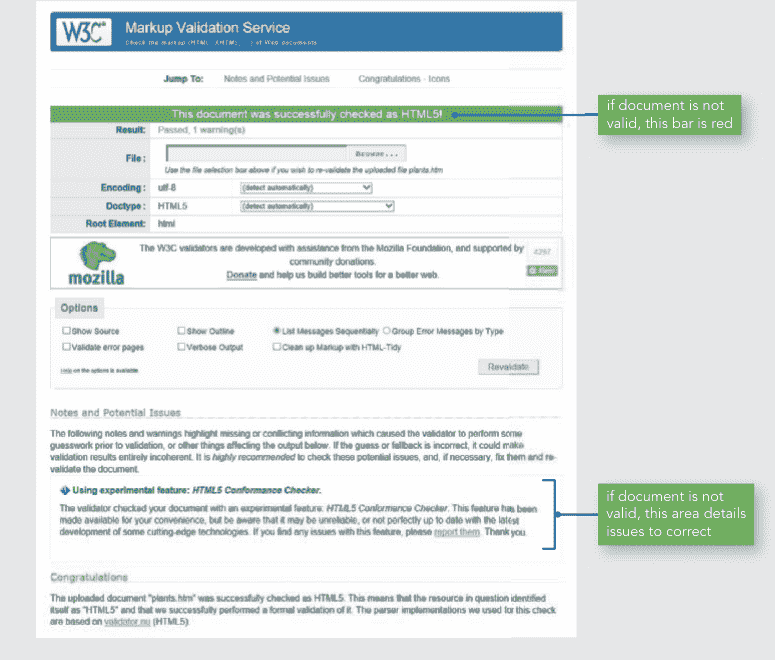 W3C
Markup Validation Service
Check the markup (HTML, XHTML, …) of Web documents
Jump To: Notes and Potential Issues Congratulations · Icons
This document was successfully checked as HTML5!
if document is not
valid, this bar is red
Result: Passed, 1 warning(s)
File : Browse...
Use the file selection box above if you wish to re-validate the uploaded file plants.htm
Encoding : utf-8 (detect automatically)
Doctype : HTML5 (detect automatically)
Root Element: html
mozilla
The W3C validators are developed with assistance from the Mozilla Foundation, and supported by
community donations.
Donate and help us build better tools for a better web.
4297
Options
Show Source Show Outline List Messages Sequentially Group Error Messages by Type
Validate error pages Verbose Output Clean up Markup with HTML-Tidy
Help on the options is available.
Revalidate
Notes and Potential Issues
The following notes and warnings highlight missing or conflicting information which caused the validator to perform some
guesswork prior to validation, or other things affecting the output below. If the guess or fallback is incorrect, it could make
validation results entirely incoherent. It is highly recommended to check these potential issues, and, if necessary, fix them and re-
validate the document.
Using experimental feature: HTML5 Conformance Checker.
The validator checked your document with an experimental feature: HTML5 Conformance Checker. This feature has been
made available for your convenience, but be aware that it may be unreliable, or not perfectly up to date with the latest
development of some cutting-edge technologies. If you find any issues with this feature, please report them. Thank you.
if document is not
valid, this area details
issues to correct
Congratulations
The uploaded document "plants.htm" was successfully checked as HTML5. This means that the resource in question identified
itself as "HTML5" and that we successfully performed a formal validation of it. The parser implementations we used for this check
are based on validator.nu (HTML5).